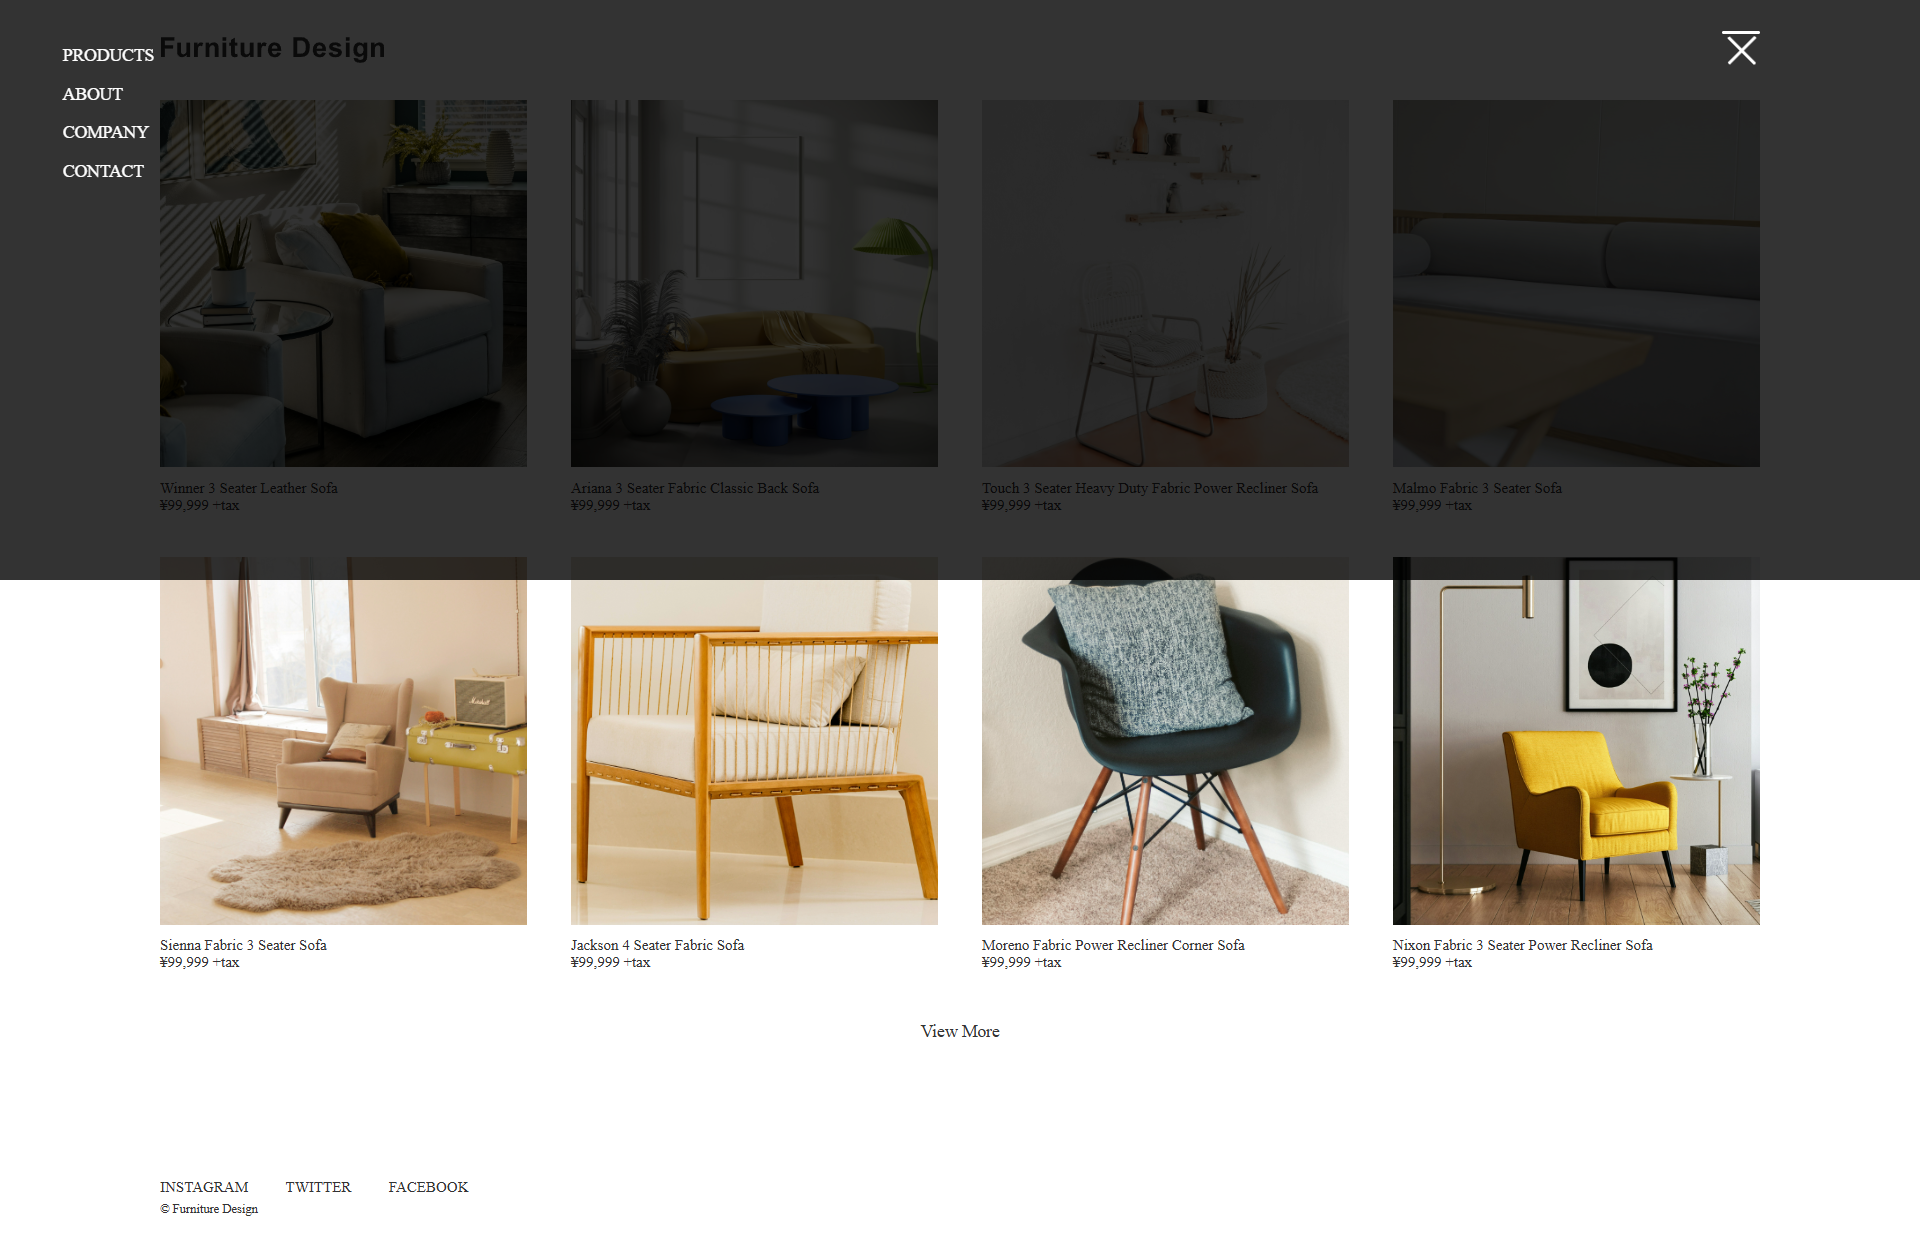 PRODUCTS
ABOUT
COMPANY
CONTACT
Furniture Design
Winner 3 Seater Leather Sofa
¥99,999 +tax
Ariana 3 Seater Fabric Classic Back Sofa
¥99,999 +tax
Touch 3 Seater Heavy Duty Fabric Power Recliner Sofa
¥99,999 +tax
Malmo Fabric 3 Seater Sofa
¥99,999 +tax
Marshall
Sienna Fabric 3 Seater Sofa
¥99,999 +tax
Jackson 4 Seater Fabric Sofa
¥99,999 +tax
Moreno Fabric Power Recliner Corner Sofa
¥99,999 +tax
Nixon Fabric 3 Seater Power Recliner Sofa
¥99,999 +tax
View More
INSTAGRAM TWITTER FACEBOOK
© Furniture Design